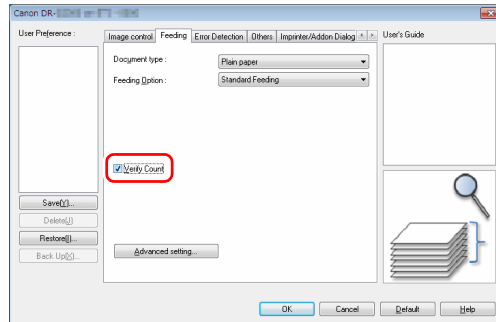 Canon DR-
User Preference :
Image control Feeding Error Detection Others Imprinter/Addon Dialog
User's Guide
Document type :
Plain paper
Feeding Option :
Standard Feeding
Verify Count
Save(Y)...
Delete(J)
Restore(I)...
Back Up(X)...
Advanced setting...
OK Cancel Default Help